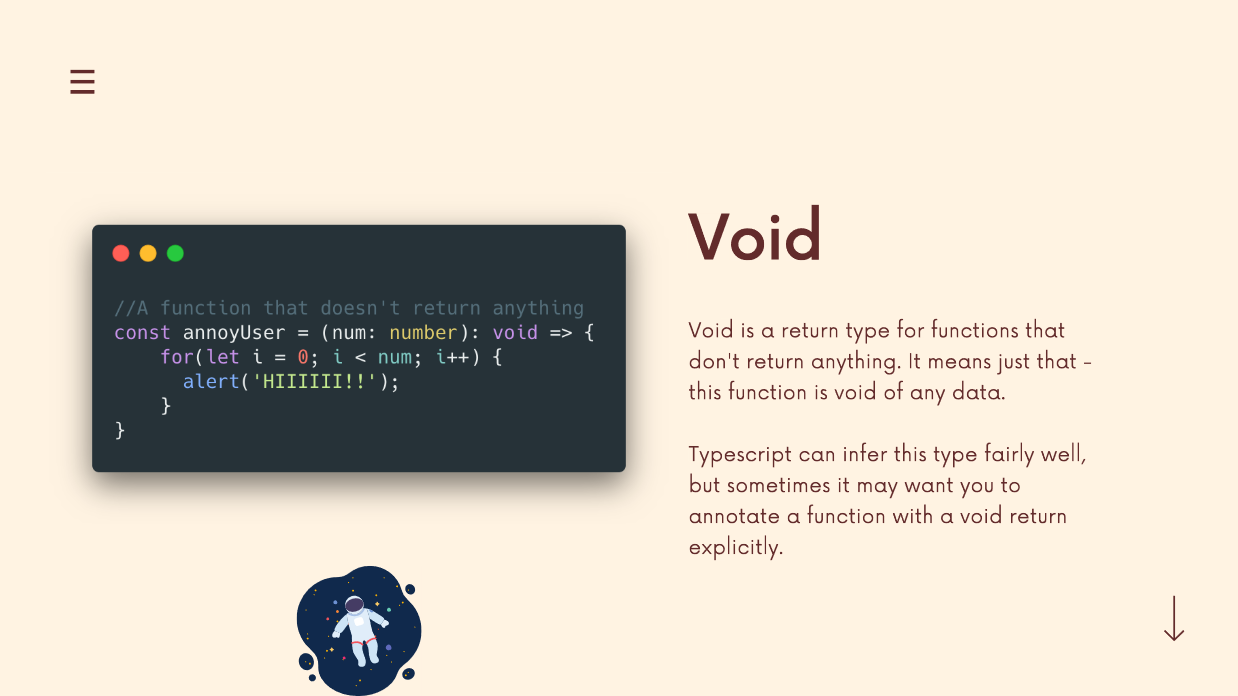 //A function that doesn't return anything
const annoyUser = (num: number): void => {
    for(let i = 0; i < num; i++) {
      alert('HIIIIII!!');
    }
}
Void
Void is a return type for functions that
don't return anything. It means just that -
this function is void of any data.
Typescript can infer this type fairly well,
but sometimes it may want you to
annotate a function with a void return
explicitly.